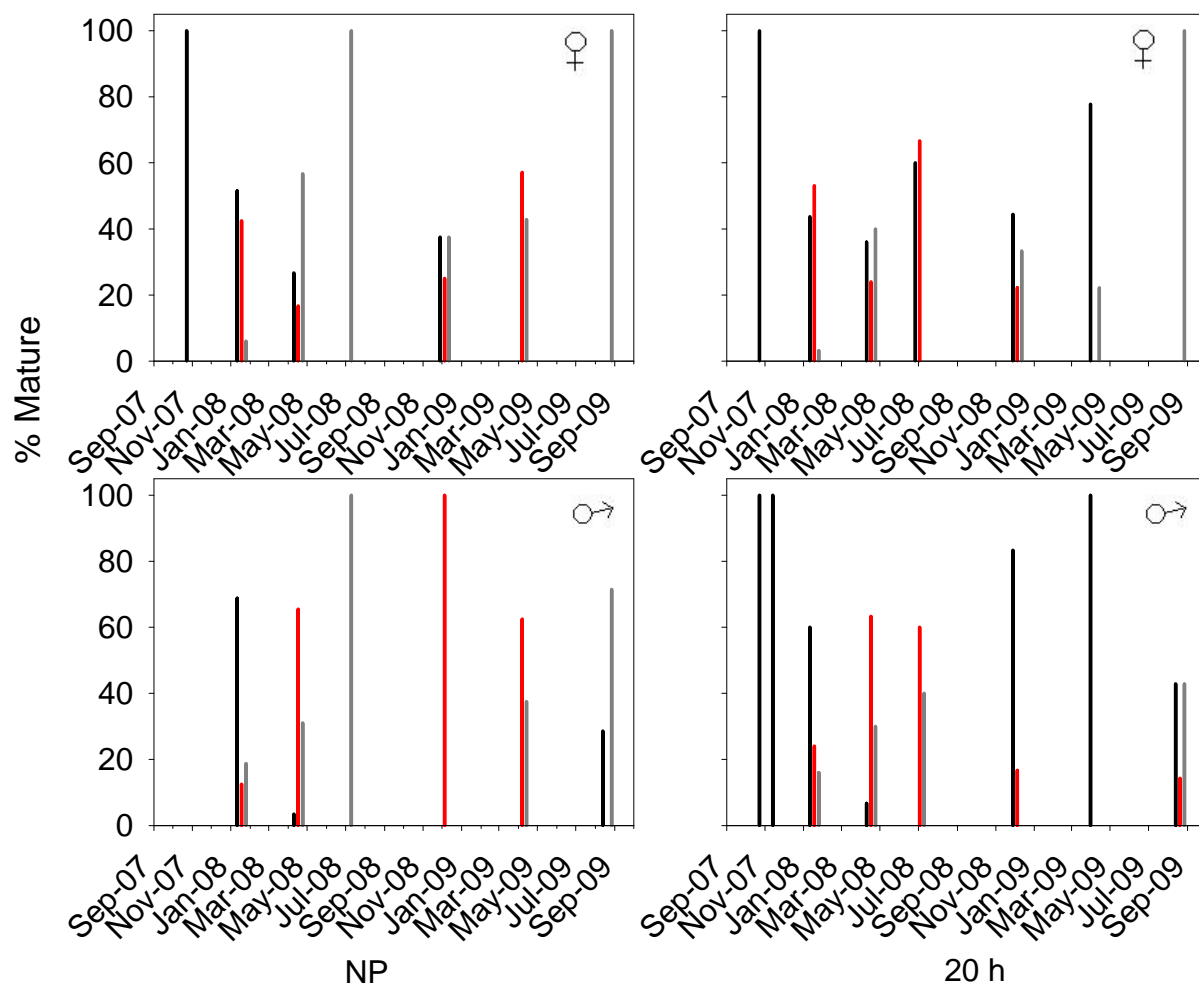 % Mature
100
80
60
40
20
0
Sep-07
Nov-07
Jan-08
Mar-08
May-08
Jul-08
Sep-08
Nov-08
Jan-09
Mar-09
May-09
Jul-09
Sep-09
♀
Sep-07
Nov-07
Jan-08
Mar-08
May-08
Jul-08
Sep-08
Nov-08
Jan-09
Mar-09
May-09
Jul-09
Sep-09
♀
100
80
60
40
20
0
Sep-07
Nov-07
Jan-08
Mar-08
May-08
Jul-08
Sep-08
Nov-08
Jan-09
Mar-09
May-09
Jul-09
Sep-09
♂
NP
Sep-07
Nov-07
Jan-08
Mar-08
May-08
Jul-08
Sep-08
Nov-08
Jan-09
Mar-09
May-09
Jul-09
Sep-09
♂
20 h